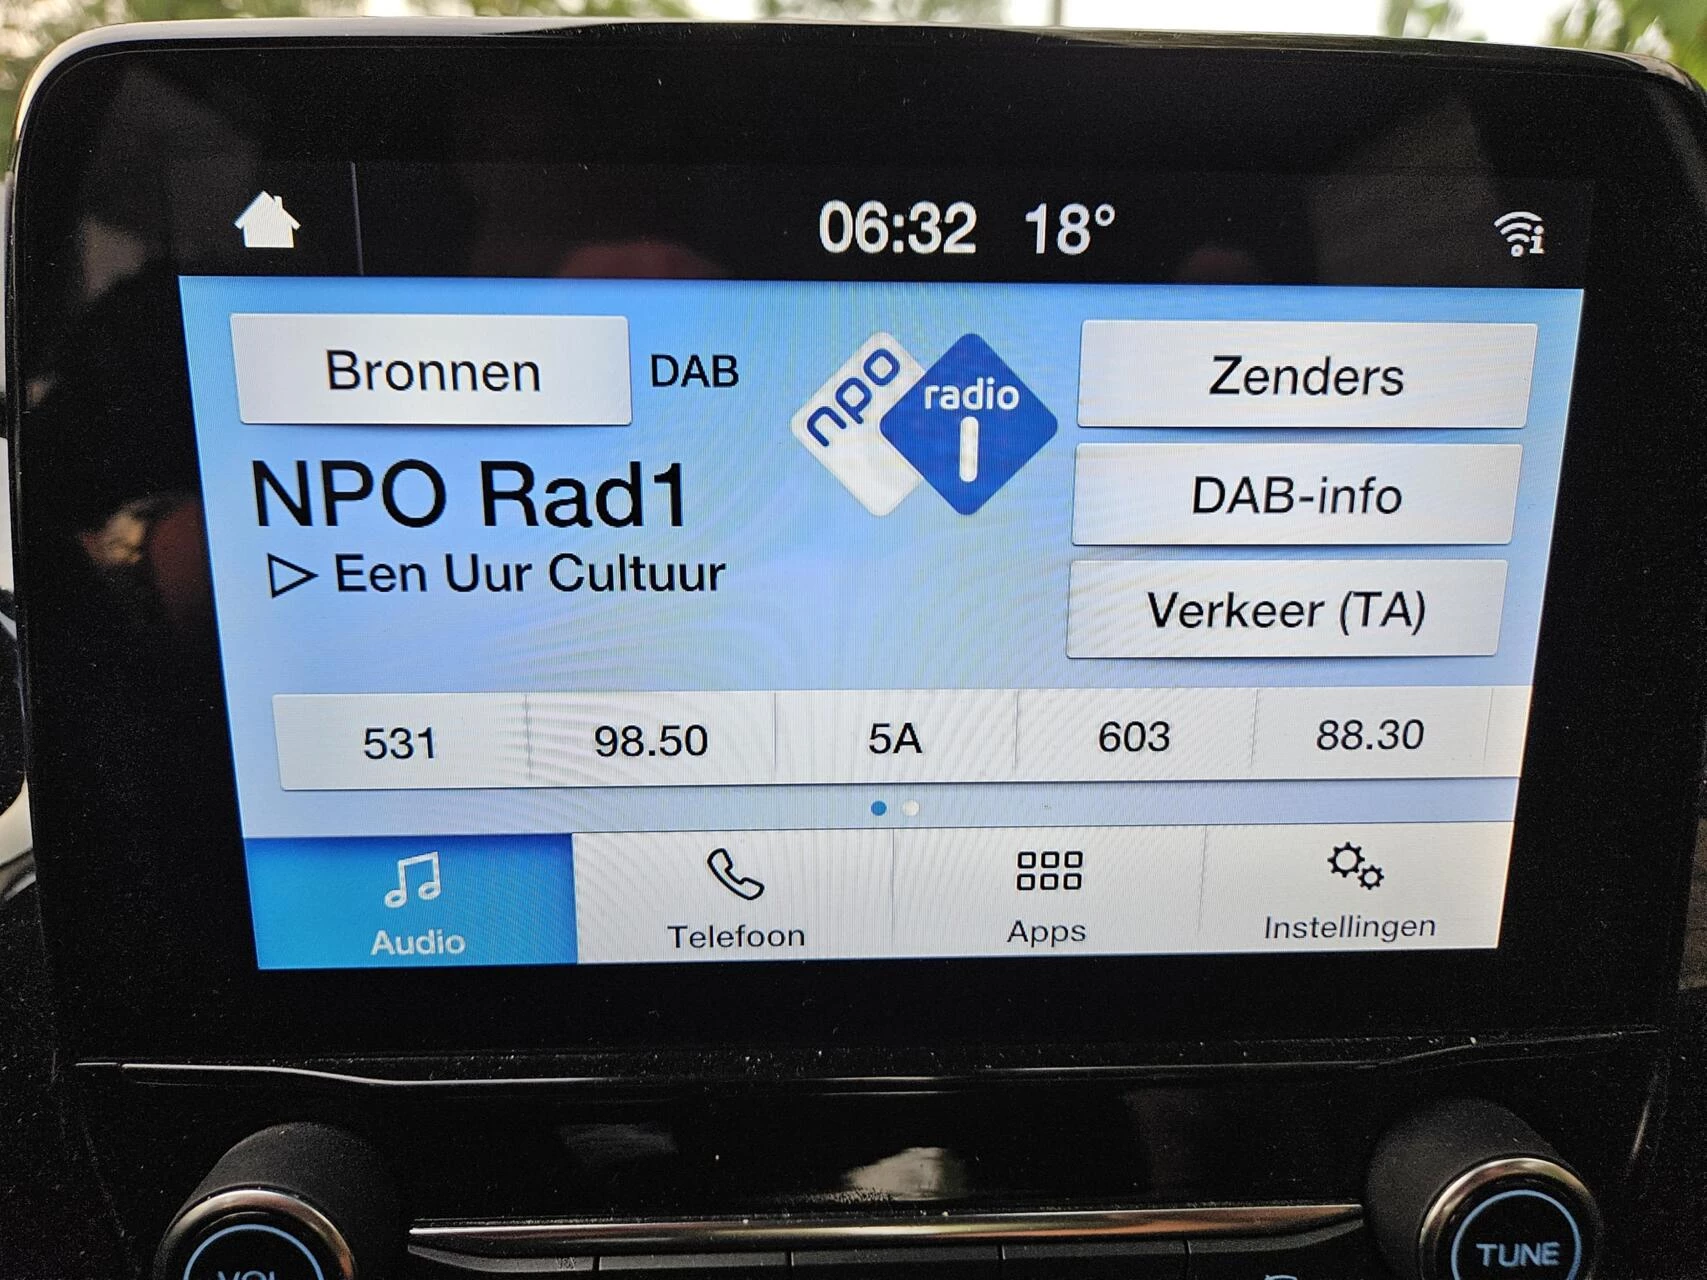 06:32 18°
Bronnen
DAB
npo
radio
1
Zenders
NPO Rad1
DAB-info
Een Uur Cultuur
Verkeer (TA)
531
98.50
5A
603
88.30
Audio
Telefoon
Apps
Instellingen
TUNE